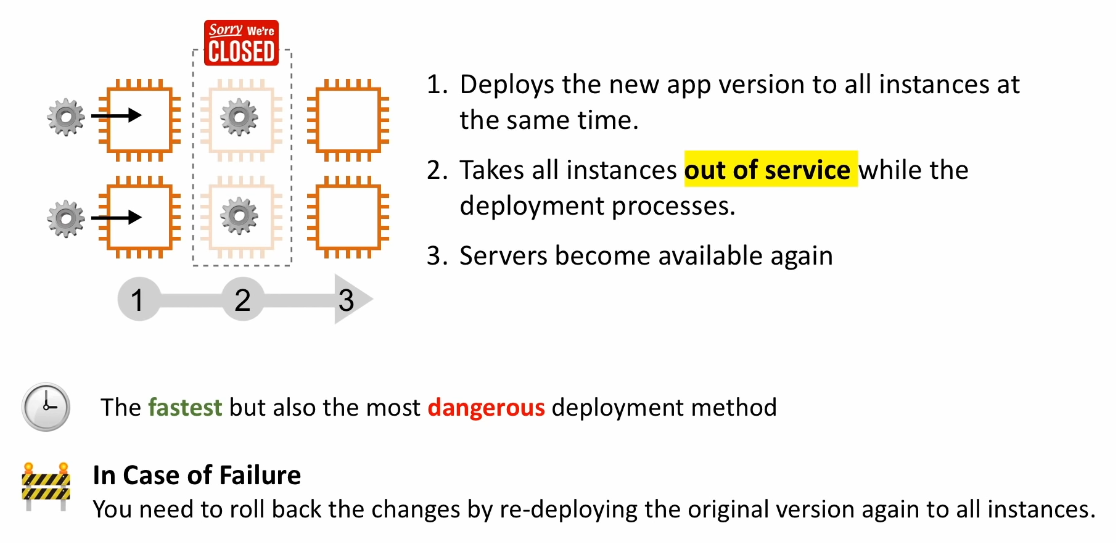 Sorry We're
CLOSED
1. Deploys the new app version to all instances at
the same time.
2. Takes all instances out of service while the
deployment processes.
3. Servers become available again
1 2 3
The fastest but also the most dangerous deployment method
In Case of Failure
You need to roll back the changes by re-deploying the original version again to all instances.